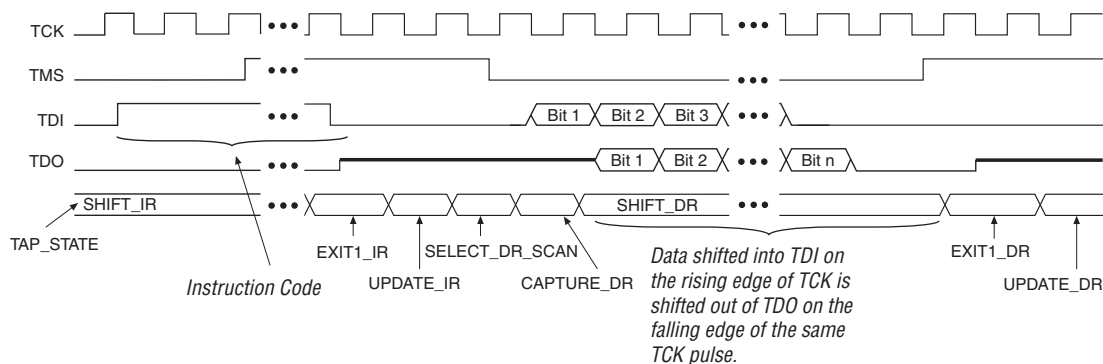 TCK
TMS
TDI
Bit 1 Bit 2 Bit 3
TDO
Bit 1 Bit 2 Bit n
SHIFT_IR
SHIFT_DR
TAP_STATE
EXIT1_IR
SELECT_DR_SCAN
EXIT1_DR
Instruction Code
UPDATE_IR
CAPTURE_DR
UPDATE_DR
Data shifted into TDI on
the rising edge of TCK is
shifted out of TDO on the
falling edge of the same
TCK pulse.